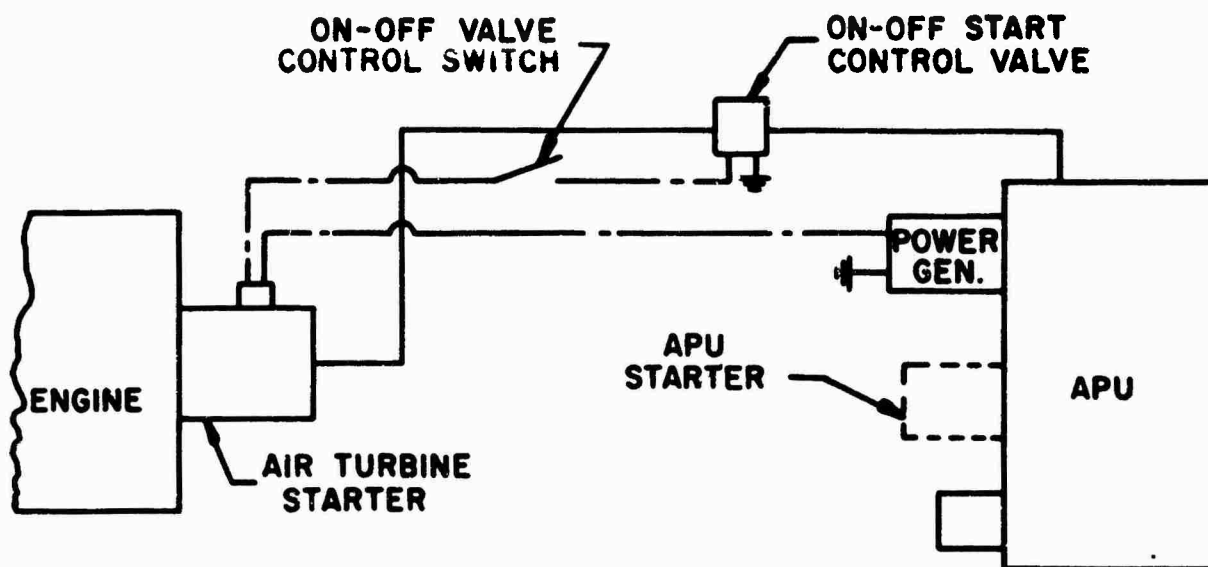 ON-OFF VALVE
CONTROL SWITCH
ON-OFF START
CONTROL VALVE
POWER
GEN.
APU
STARTER
ENGINE
APU
AIR TURBINE
STARTER